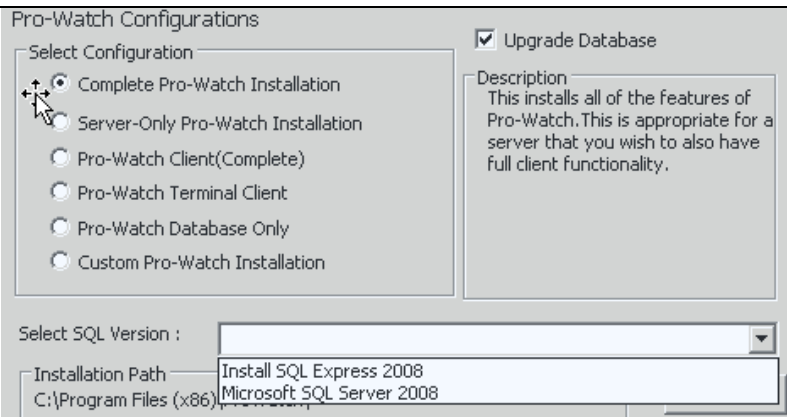 Pro-Watch Configurations
Select Configuration
Complete Pro-Watch Installation
Server-Only Pro-Watch Installation
Pro-Watch Client(Complete)
Pro-Watch Terminal Client
Pro-Watch Database Only
Custom Pro-Watch Installation
Upgrade Database
Description
This installs all of the features of
Pro-Watch.This is appropriate for a
server that you wish to also have
full client functionality.
Select SQL Version :
Install SQL Express 2008
Microsoft SQL Server 2008
Installation Path
C:\Program Files (x86)